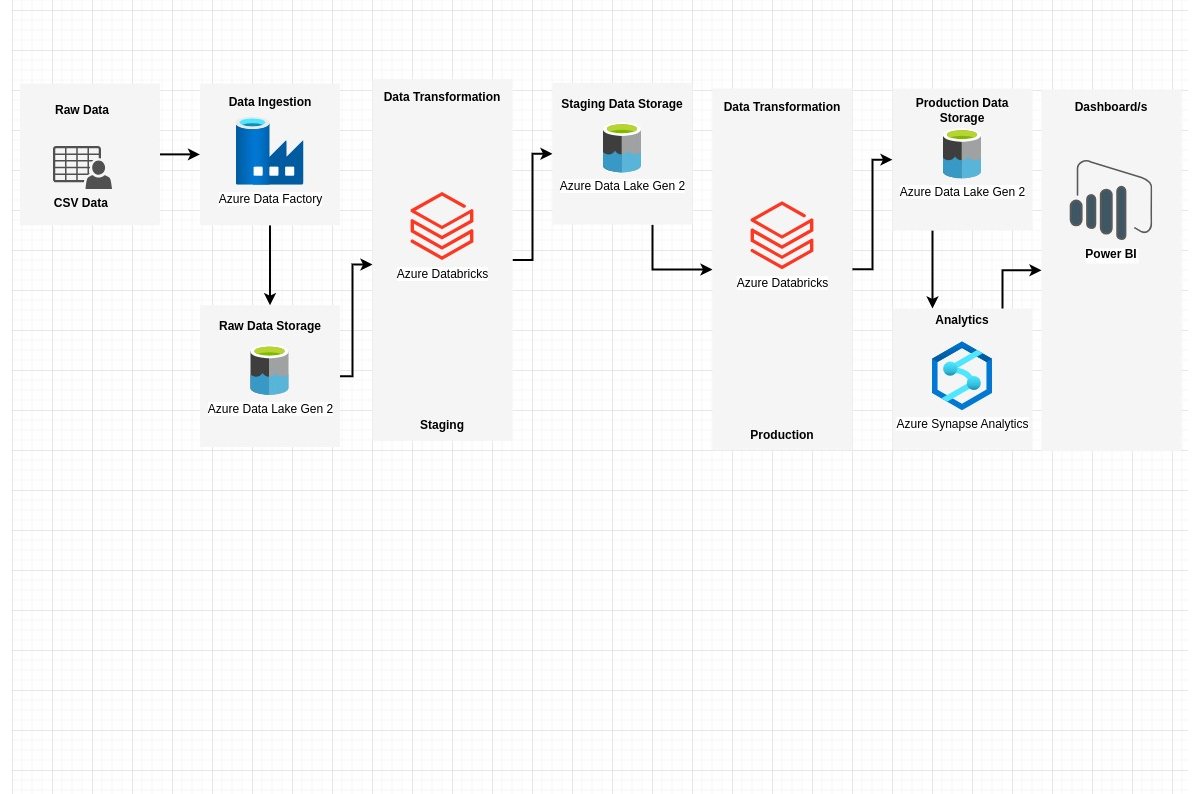 Raw Data
CSV Data
Data Ingestion
Azure Data Factory
Raw Data Storage
Azure Data Lake Gen 2
Data Transformation
Azure Databricks
Staging
Staging Data Storage
Azure Data Lake Gen 2
Data Transformation
Azure Databricks
Production
Production Data
Storage
Azure Data Lake Gen 2
Analytics
Azure Synapse Analytics
Dashboard/s
Power BI